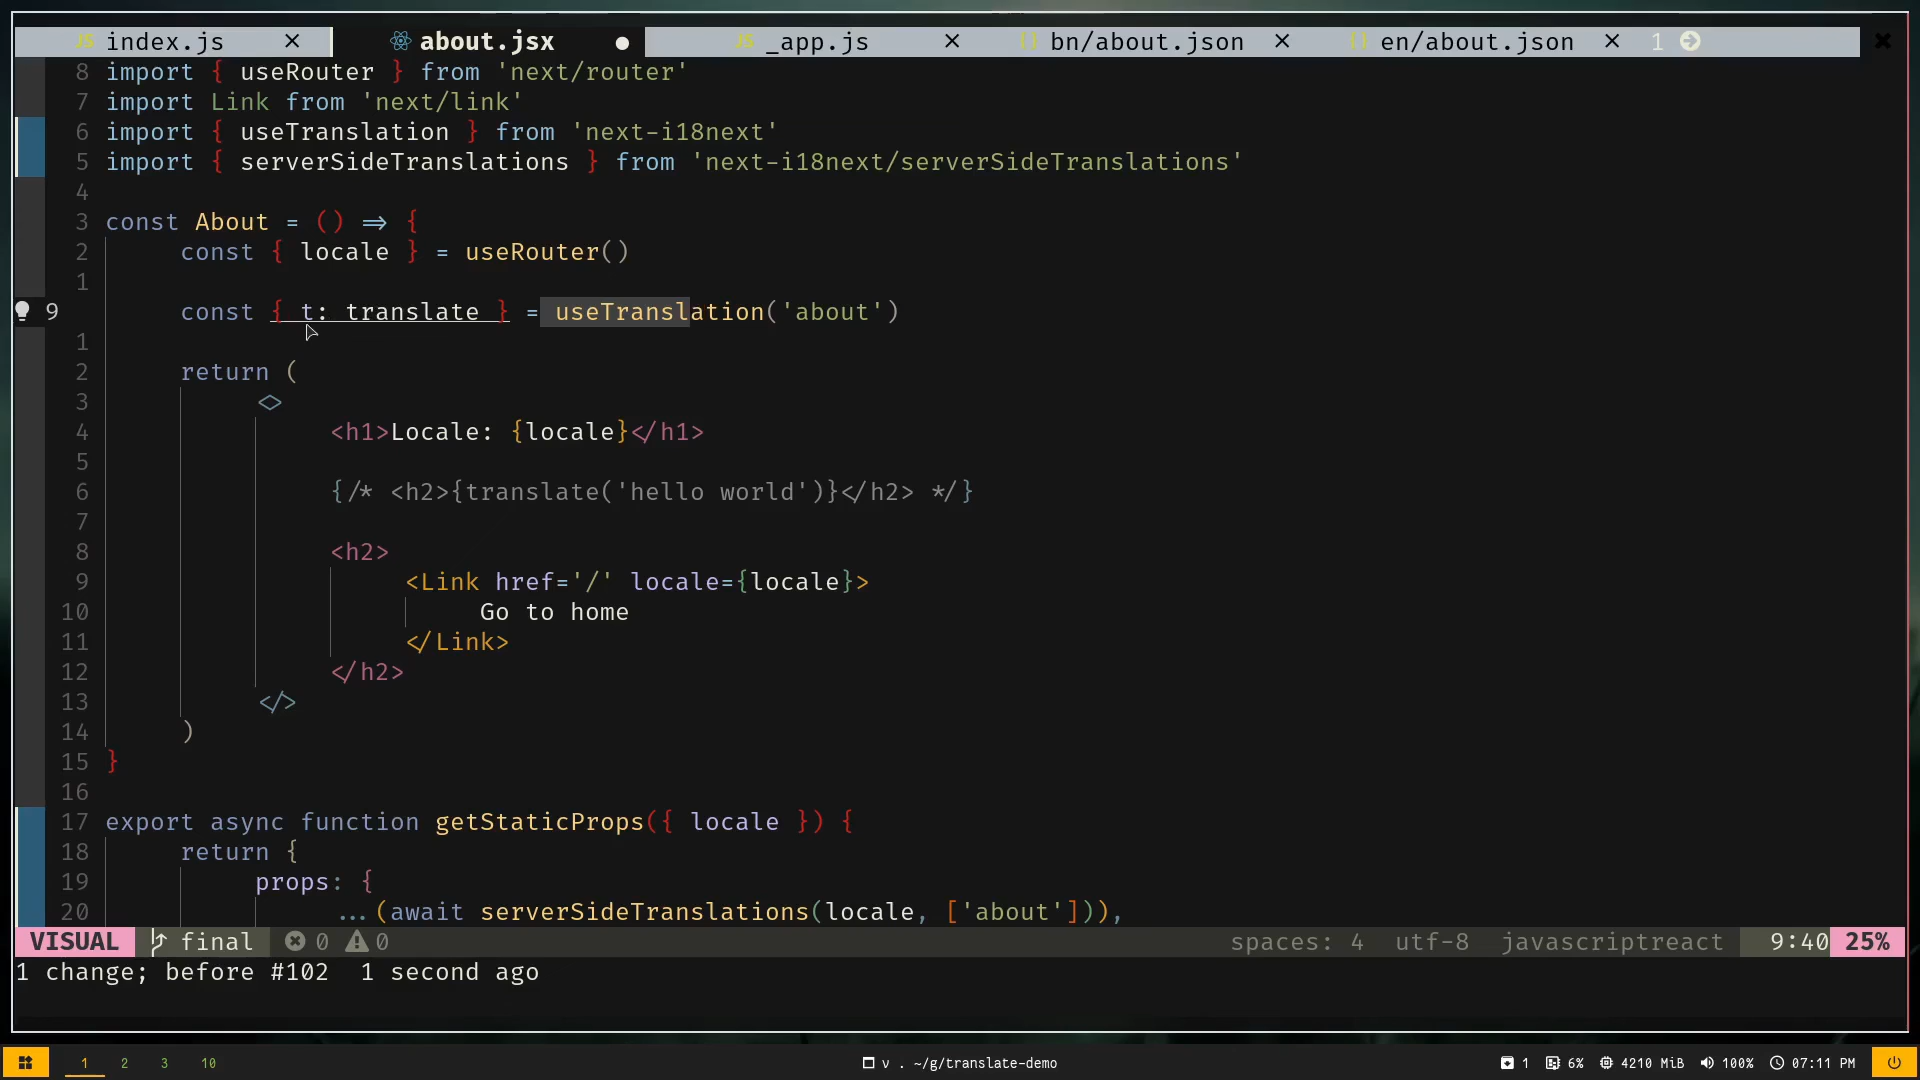 JS index.js ✕ about.jsx ● JS _app.js ✕ {} bn/about.json ✕ {} en/about.json ✕ 1 ✕
8 import { useRouter } from 'next/router'
7 import Link from 'next/link'
6 import { useTranslation } from 'next-i18next'
5 import { serverSideTranslations } from 'next-i18next/serverSideTranslations'
4
3 const About = () => {
2 const { locale } = useRouter()
1
9 const { t: translate } = useTranslation('about')
1
2 return (
3 <>
4 <h1>Locale: {locale}</h1>
5
6 {/* <h2>{translate('hello world')}</h2> */}
7
8 <h2>
9 <Link href='/' locale={locale}>
10 Go to home
11 </Link>
12 </h2>
13 </>
14 )
15 }
16
17 export async function getStaticProps({ locale }) {
18 return {
19 props: {
20 ...(await serverSideTranslations(locale, ['about'])),
VISUAL final 0 0 spaces: 4 utf-8 javascriptreact 9:40 25%
1 change; before #102 1 second ago
1 2 3 10 v . ~/g/translate-demo 1 6% 4210 MiB 100% 07:11 PM